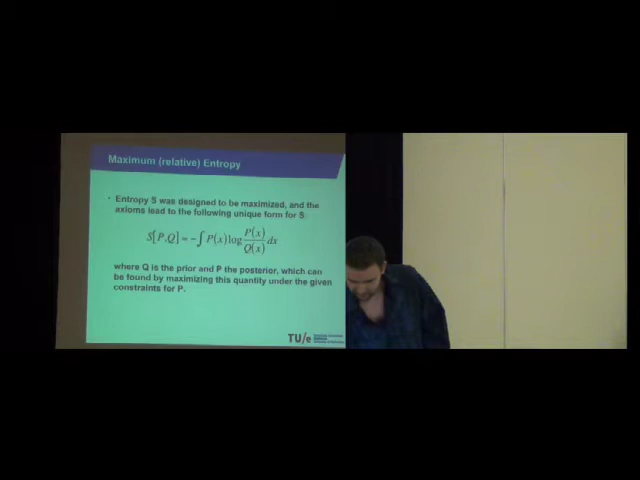 Maximum (relative) Entropy
· Entropy S was designed to be maximized, and the
axioms lead to the following unique form for S:
S[P,Q] = -∫ P(x) log P(x)/Q(x) dx
where Q is the prior and P the posterior, which can
be found by maximizing this quantity under the given
constraints for P.
TU/e